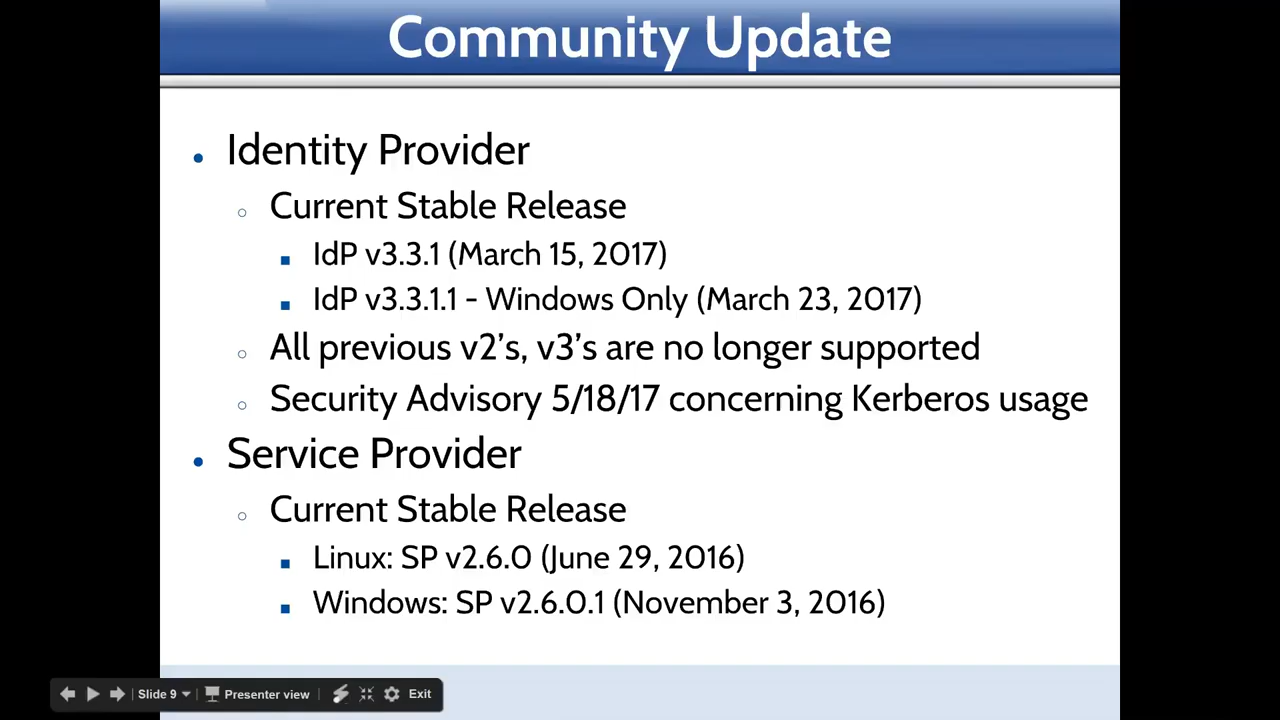 Community Update
Identity Provider
Current Stable Release
IdP v3.3.1 (March 15, 2017)
IdP v3.3.1.1 - Windows Only (March 23, 2017)
All previous v2's, v3's are no longer supported
Security Advisory 5/18/17 concerning Kerberos usage
Service Provider
Current Stable Release
Linux: SP v2.6.0 (June 29, 2016)
Windows: SP v2.6.0.1 (November 3, 2016)
Slide 9 Presenter view Exit